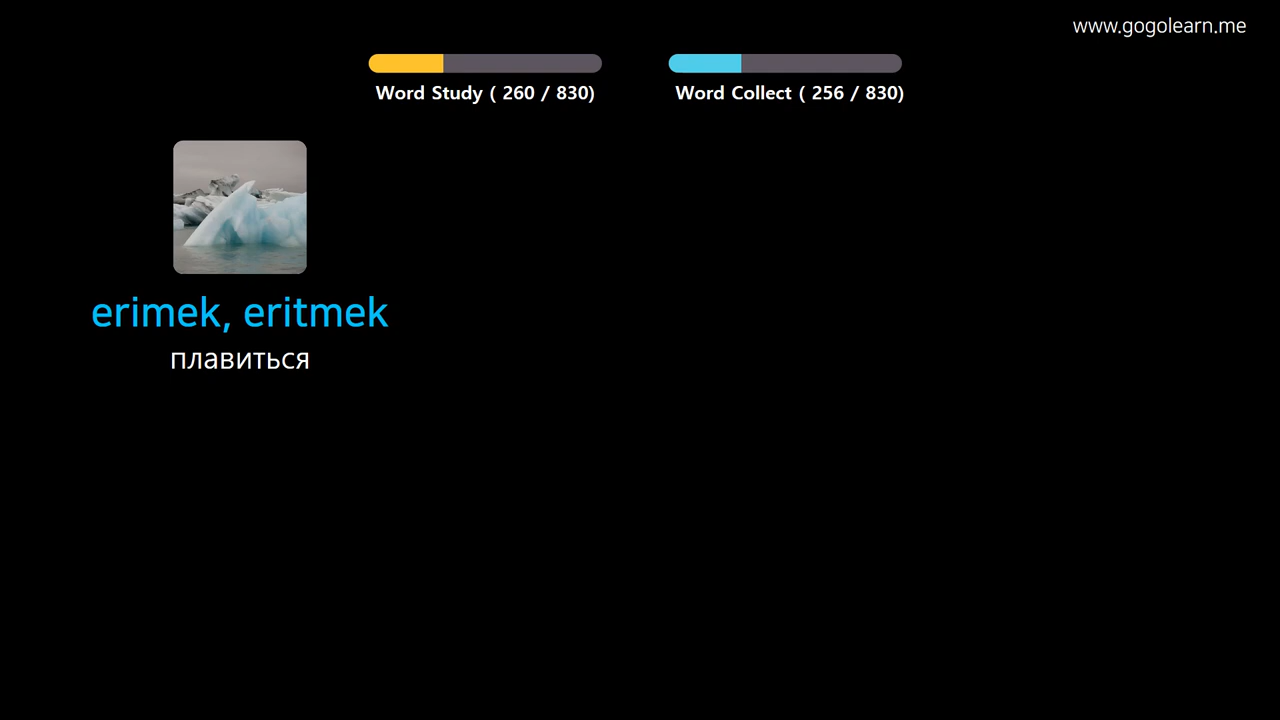 www.gogolearn.me
Word Study ( 260 / 830)
Word Collect ( 256 / 830)
erimek, eritmek
плавиться